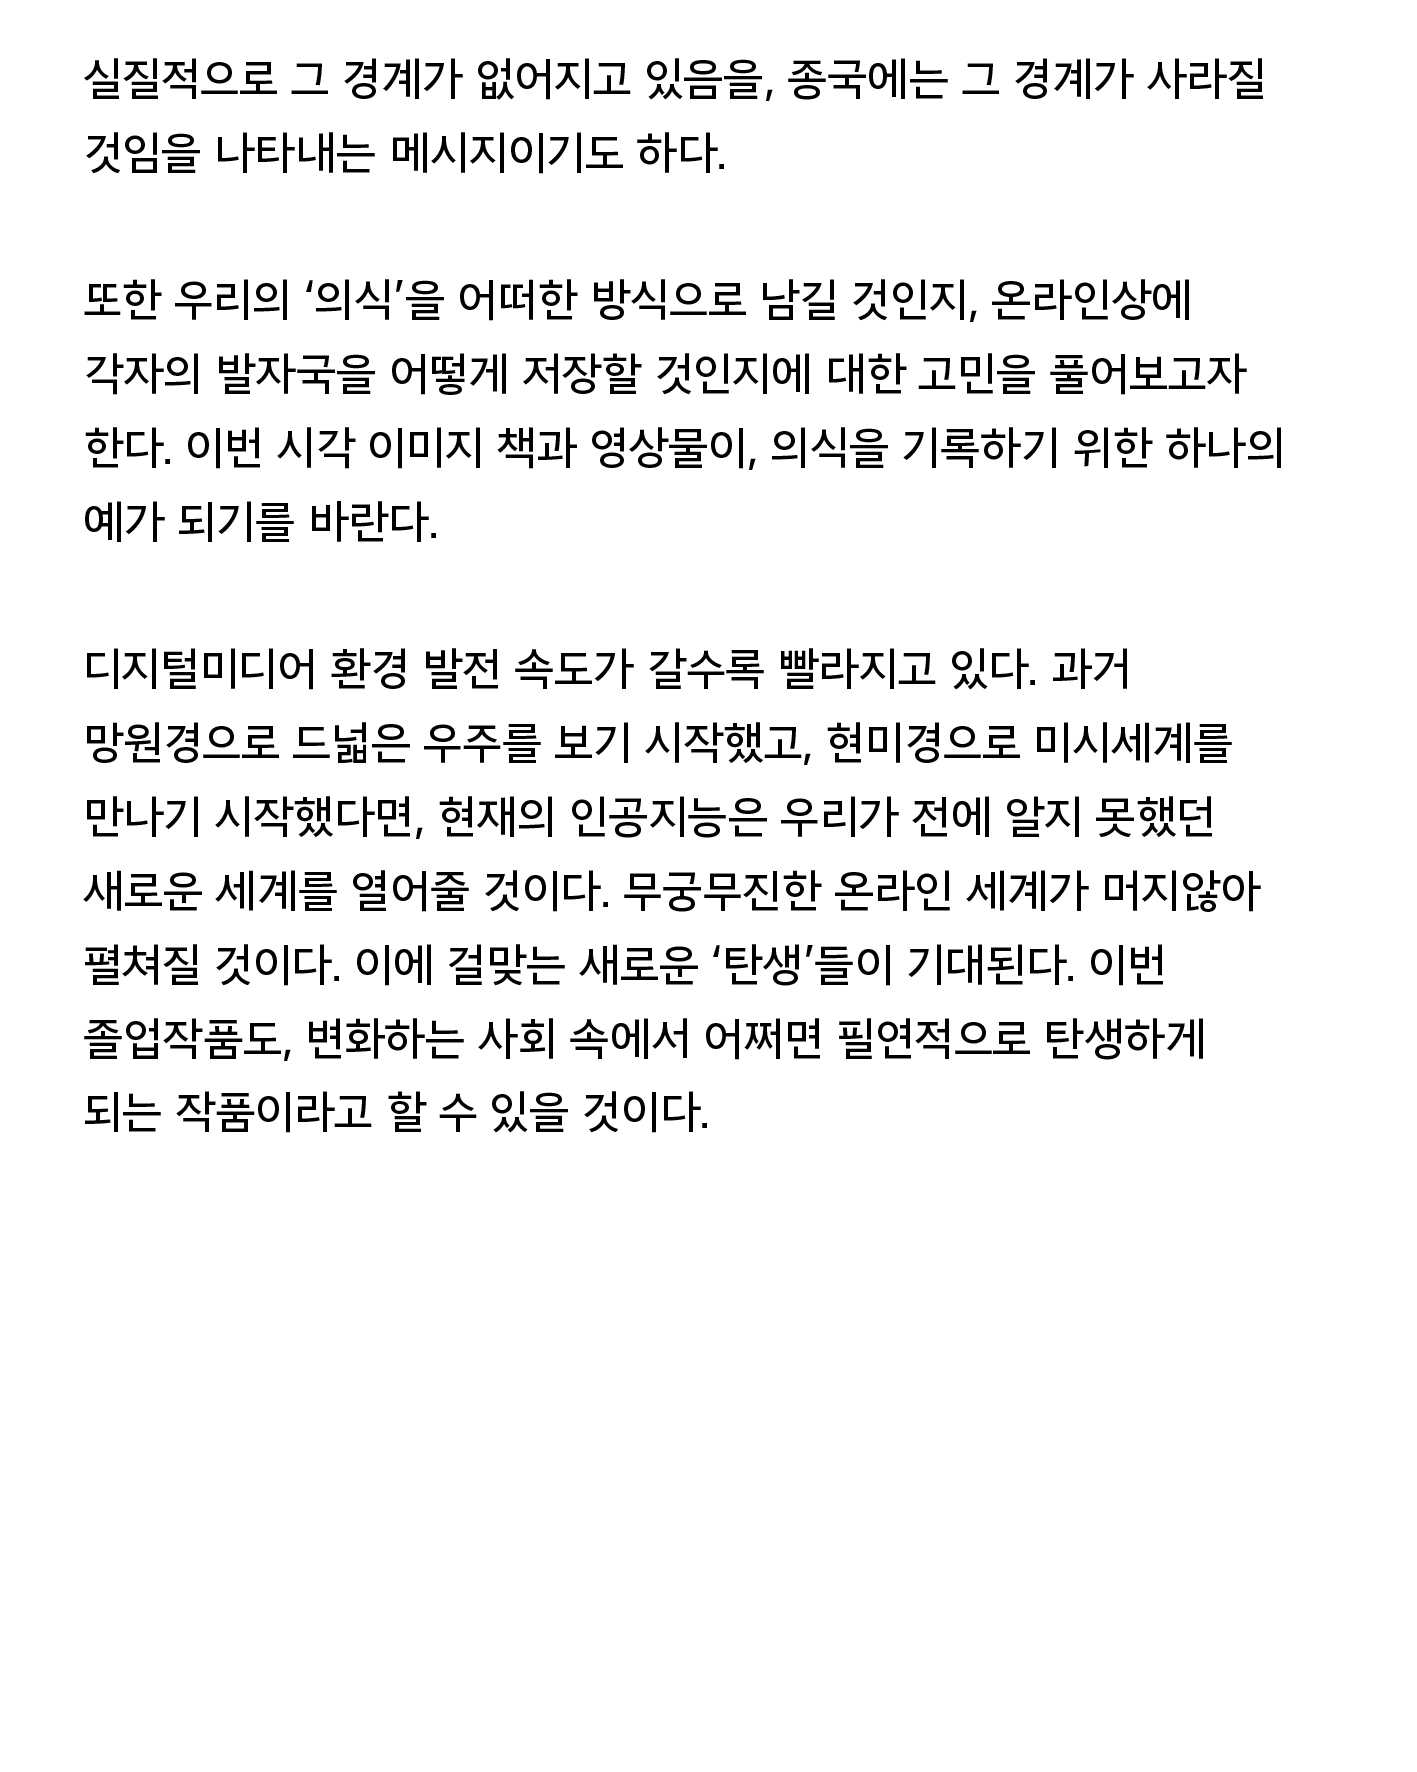 실질적으로 그 경계가 없어지고 있음을, 종국에는 그 경계가 사라질
것임을 나타내는 메시지이기도 하다.
또한 우리의 ‘의식’을 어떠한 방식으로 남길 것인지, 온라인상에
각자의 발자국을 어떻게 저장할 것인지에 대한 고민을 풀어보고자
한다. 이번 시각 이미지 책과 영상물이, 의식을 기록하기 위한 하나의
예가 되기를 바란다.
디지털미디어 환경 발전 속도가 갈수록 빨라지고 있다. 과거
망원경으로 드넓은 우주를 보기 시작했고, 현미경으로 미시세계를
만나기 시작했다면, 현재의 인공지능은 우리가 전에 알지 못했던
새로운 세계를 열어줄 것이다. 무궁무진한 온라인 세계가 머지않아
펼쳐질 것이다. 이에 걸맞는 새로운 ‘탄생’들이 기대된다. 이번
졸업작품도, 변화하는 사회 속에서 어쩌면 필연적으로 탄생하게
되는 작품이라고 할 수 있을 것이다.